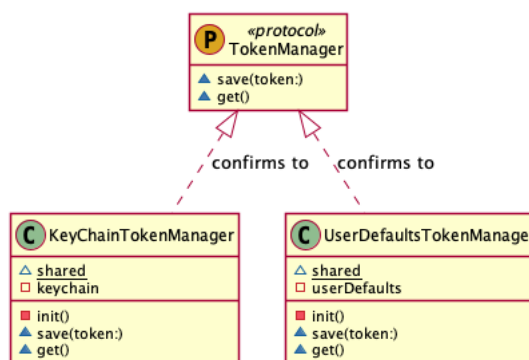 P
«protocol»
TokenManager
save(token:)
get()
confirms to confirms to
C KeyChainTokenManager
shared
keychain
init()
save(token:)
get()
C UserDefaultsTokenManage
shared
userDefaults
init()
save(token:)
get()